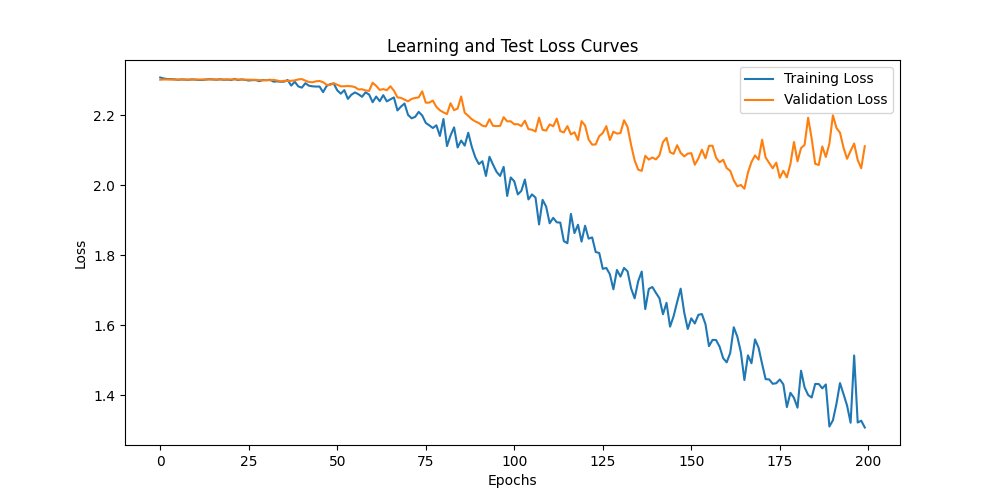 Learning and Test Loss Curves
Training Loss
Validation Loss
2.2
2.0
1.8
1.6
1.4
Loss
0 25 50 75 100 125 150 175 200
Epochs